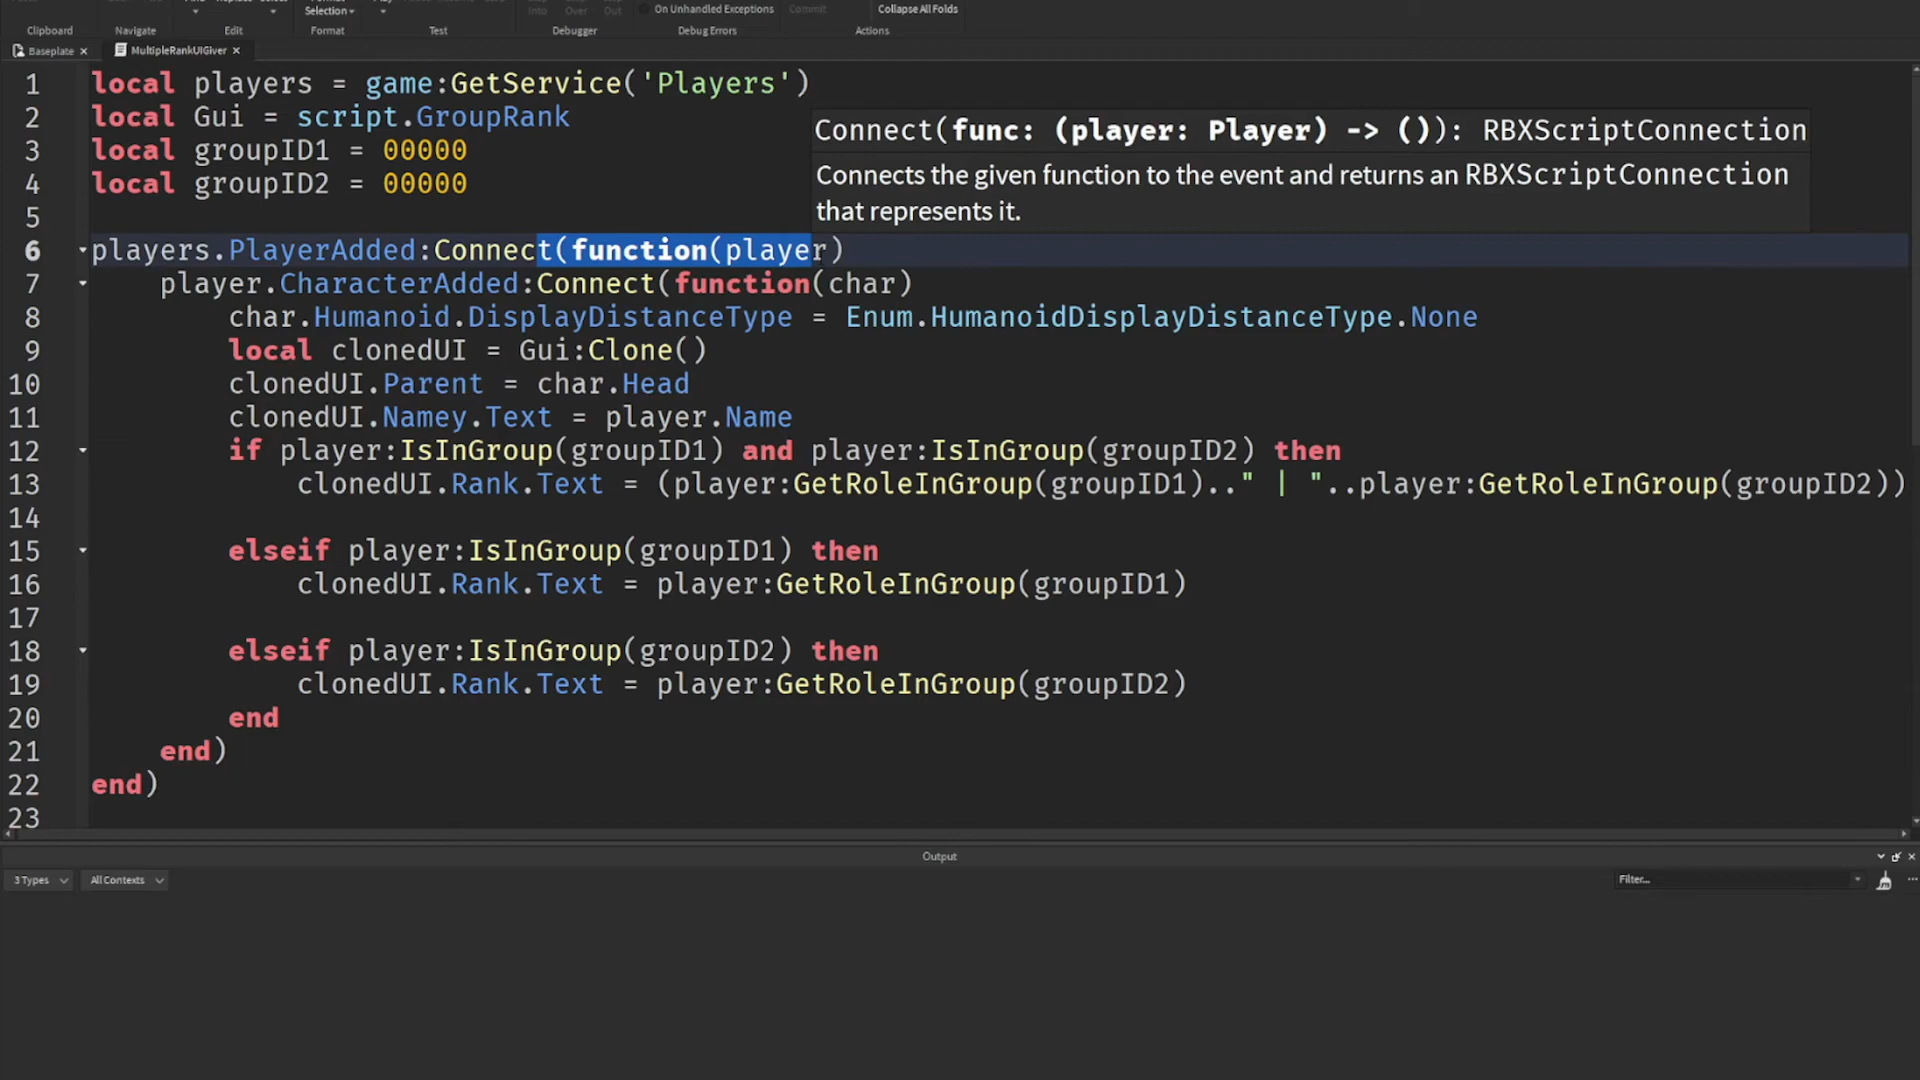 Selection
Into Over Out
On Unhandled Exceptions
Commit
Collapse All Folds
Clipboard Navigate Edit Format Test Debugger Debug Errors Actions
Baseplate × MultipleRankUIGiver ×
1 local players = game:GetService('Players')
2 local Gui = script.GroupRank
3 local groupID1 = 00000
4 local groupID2 = 00000
5
Connect(func: (player: Player) -> ()): RBXScriptConnection
Connects the given function to the event and returns an RBXScriptConnection
that represents it.
6 players.PlayerAdded:Connect(function(player)
7 player.CharacterAdded:Connect(function(char)
8 char.Humanoid.DisplayDistanceType = Enum.HumanoidDisplayDistanceType.None
9 local clonedUI = Gui:Clone()
10 clonedUI.Parent = char.Head
11 clonedUI.Namey.Text = player.Name
12 if player:IsInGroup(groupID1) and player:IsInGroup(groupID2) then
13 clonedUI.Rank.Text = (player:GetRoleInGroup(groupID1).." | "..player:GetRoleInGroup(groupID2))
14
15 elseif player:IsInGroup(groupID1) then
16 clonedUI.Rank.Text = player:GetRoleInGroup(groupID1)
17
18 elseif player:IsInGroup(groupID2) then
19 clonedUI.Rank.Text = player:GetRoleInGroup(groupID2)
20 end
21 end)
22 end)
23
Output
3 Types All Contexts Filter...